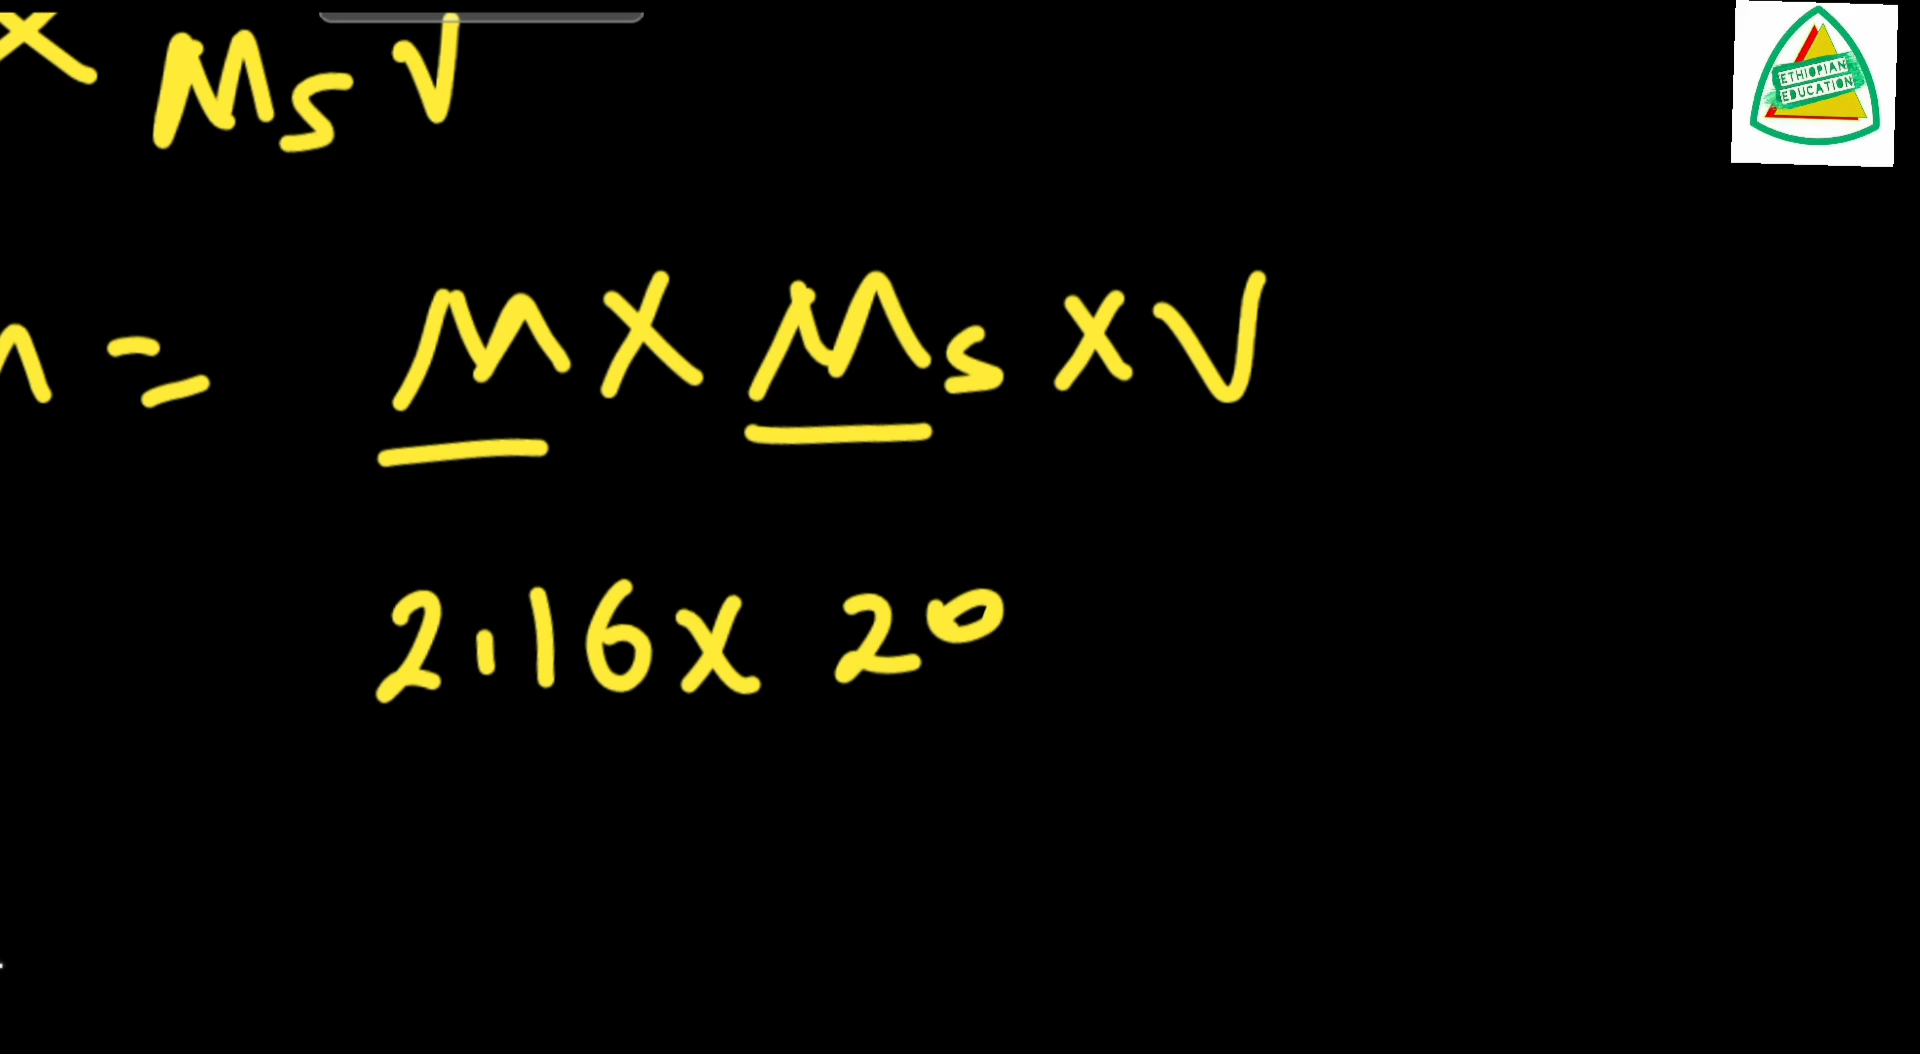 x Ms V
ETHIOPIAN
EDUCATION
m = M x Ms x V
2.16 x 20